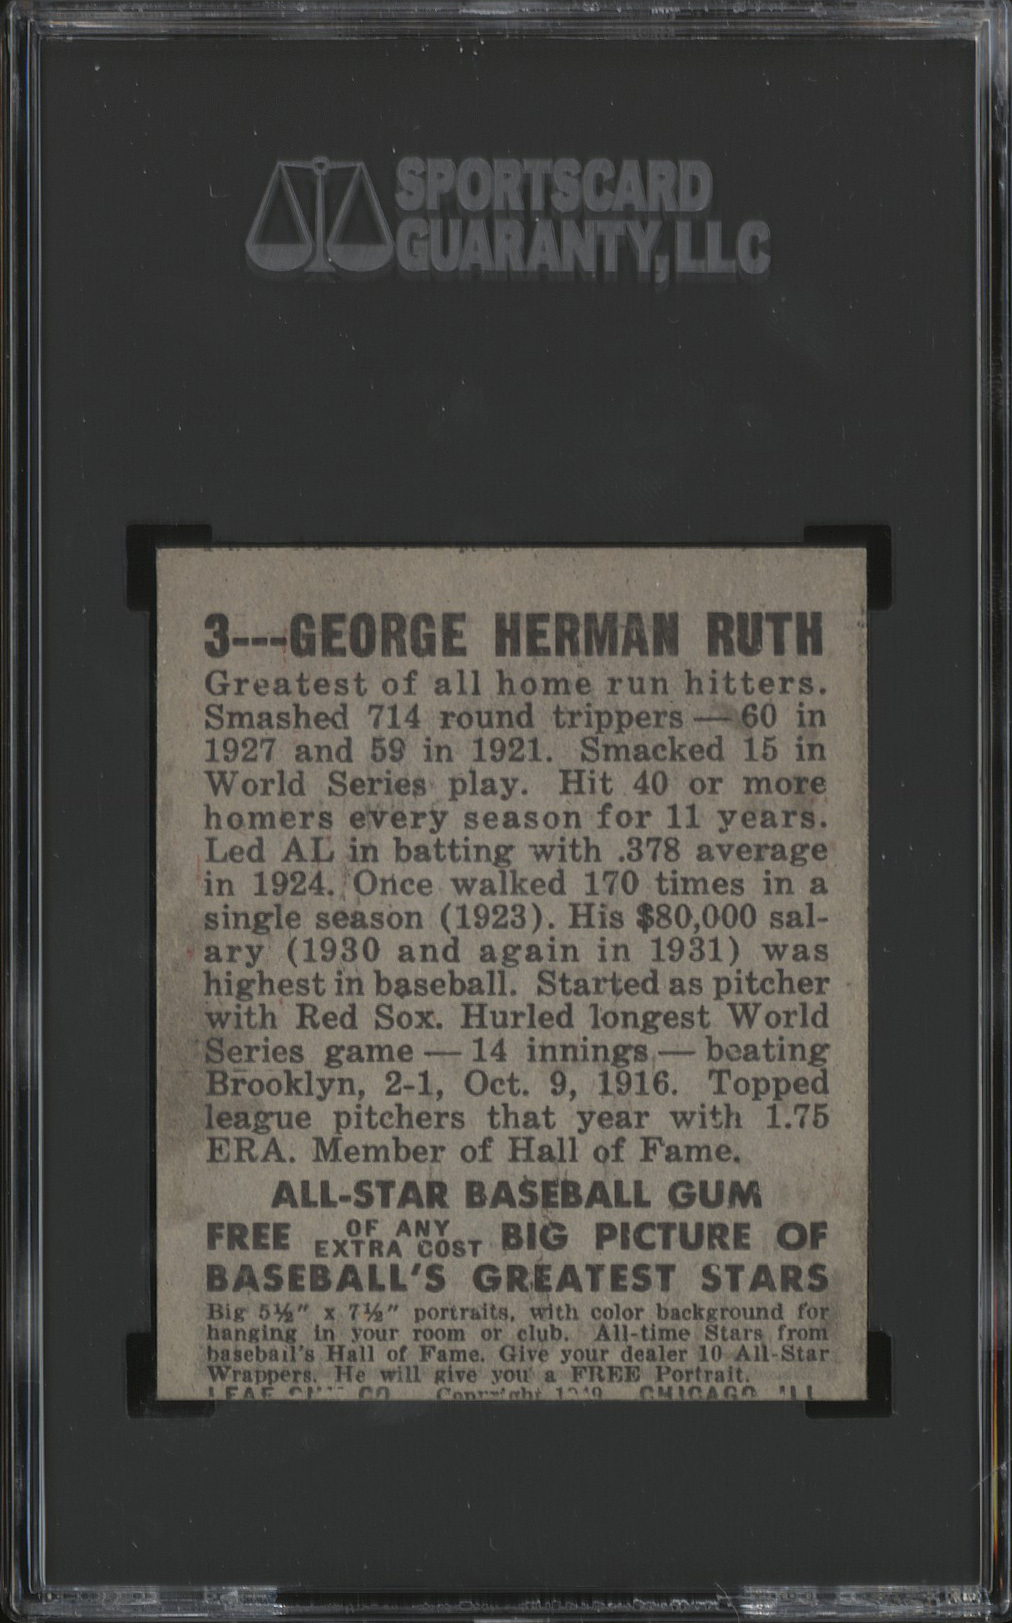 SPORTSCARD
GUARANTY, LLC
3---GEORGE HERMAN RUTH
Greatest of all home run hitters.
Smashed 714 round trippers — 60 in
1927 and 59 in 1921. Smacked 15 in
World Series play. Hit 40 or more
homers every season for 11 years.
Led AL in batting with .378 average
in 1924. Once walked 170 times in a
single season (1923). His $80,000 sal-
ary (1930 and again in 1931) was
highest in baseball. Started as pitcher
with Red Sox. Hurled longest World
Series game — 14 innings — beating
Brooklyn, 2-1, Oct. 9, 1916. Topped
league pitchers that year with 1.75
ERA. Member of Hall of Fame.
ALL-STAR BASEBALL GUM
FREE OF ANY EXTRA COST BIG PICTURE OF
BASEBALL'S GREATEST STARS
Big 5½" x 7½" portraits, with color background for
hanging in your room or club. All-time Stars from
baseball's Hall of Fame. Give your dealer 10 All-Star
Wrappers. He will give you a FREE Portrait.
LEAF GUM CO. Copyright CHICAGO ILL